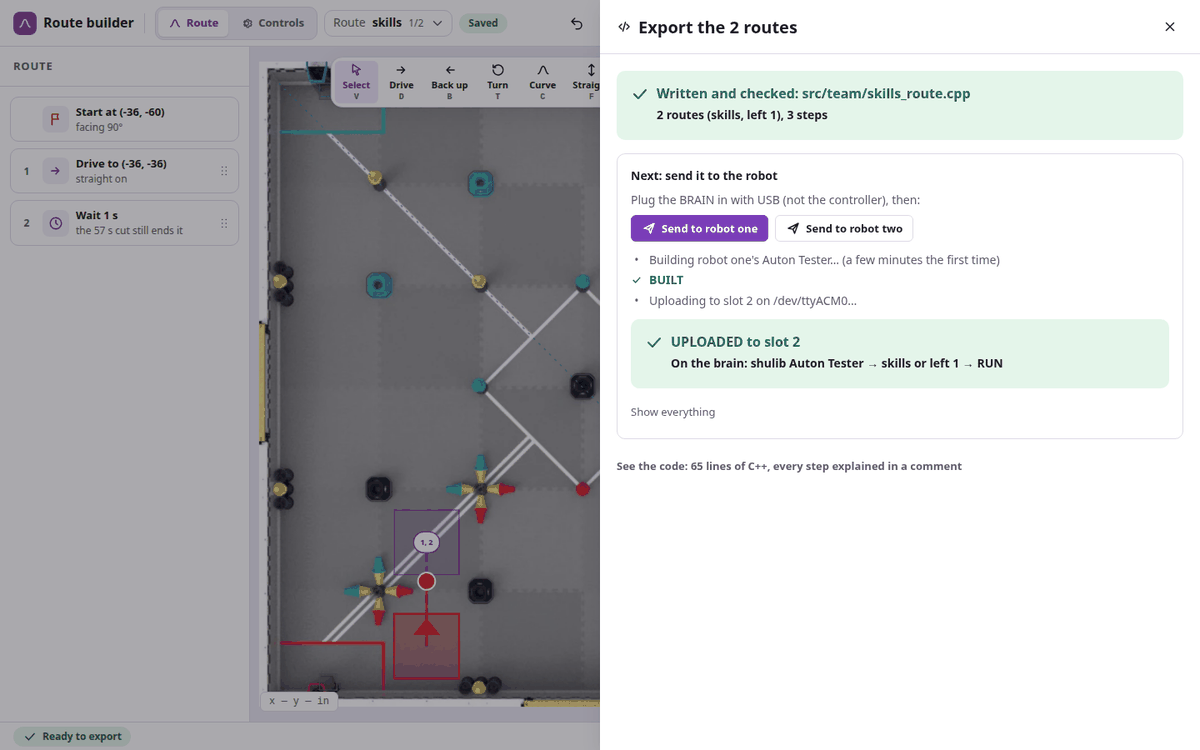 Route builder
Route
Controls
Route skills 1/2
Saved
ROUTE
Start at (-36, -60)
facing 90°
1
Drive to (-36, -36)
straight on
2
Wait 1 s
the 57 s cut still ends it
Select
V
Drive
D
Back up
B
Turn
T
Curve
C
Straig
F
1, 2
x — y — in
Ready to export
Export the 2 routes
Written and checked: src/team/skills_route.cpp
2 routes (skills, left 1), 3 steps
Next: send it to the robot
Plug the BRAIN in with USB (not the controller), then:
Send to robot one
Send to robot two
• Building robot one's Auton Tester... (a few minutes the first time)
BUILT
• Uploading to slot 2 on /dev/ttyACM0...
UPLOADED to slot 2
On the brain: shulib Auton Tester → skills or left 1 → RUN
Show everything
See the code: 65 lines of C++, every step explained in a comment